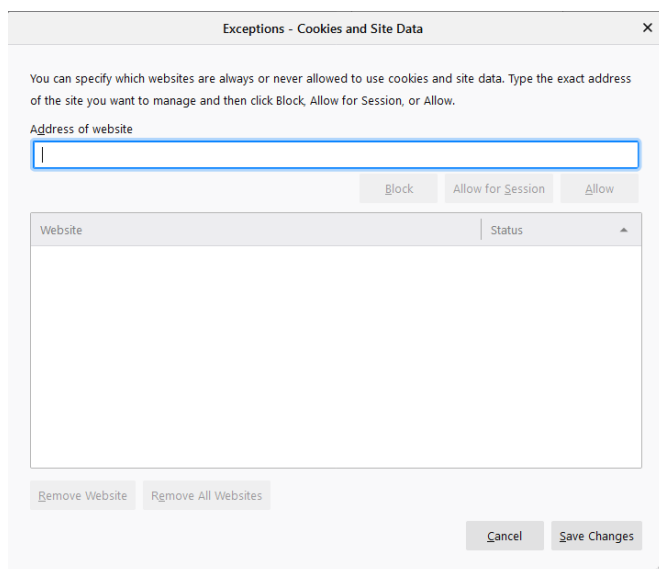 Exceptions - Cookies and Site Data
You can specify which websites are always or never allowed to use cookies and site data. Type the exact address
of the site you want to manage and then click Block, Allow for Session, or Allow.
Address of website
Block Allow for Session Allow
Website Status
Remove Website Remove All Websites
Cancel Save Changes